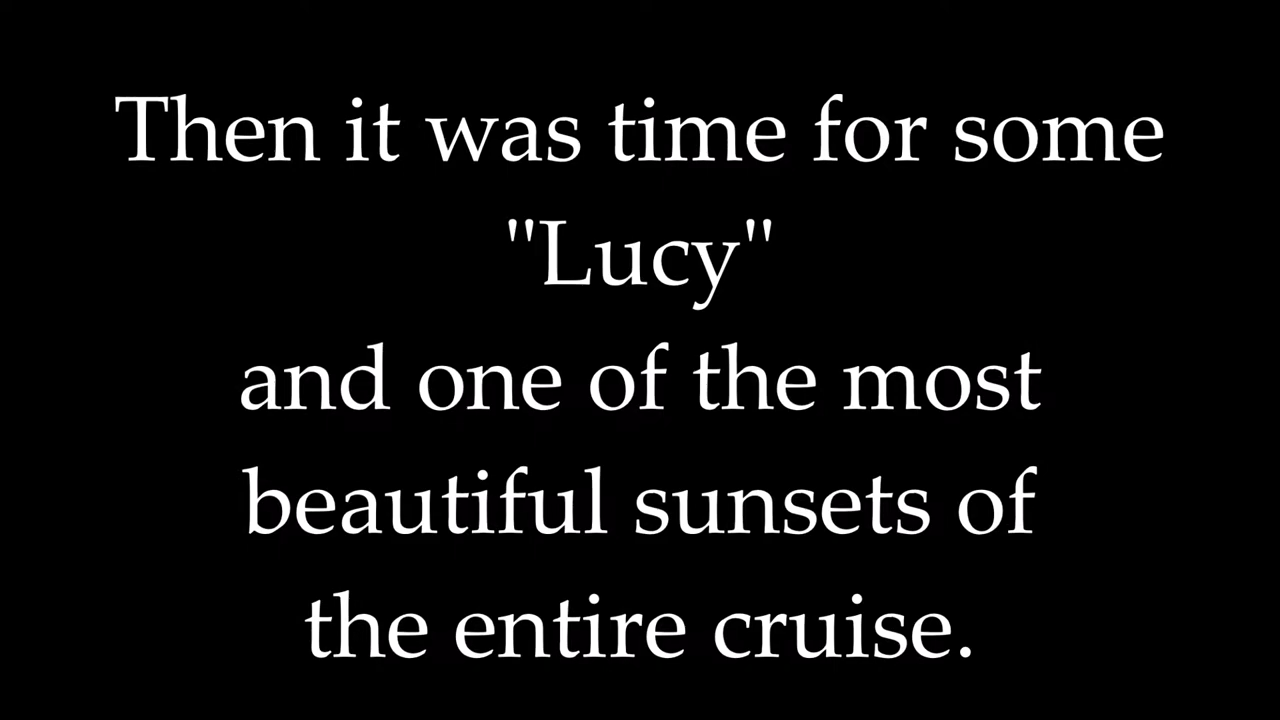 Then it was time for some
"Lucy"
and one of the most
beautiful sunsets of
the entire cruise.